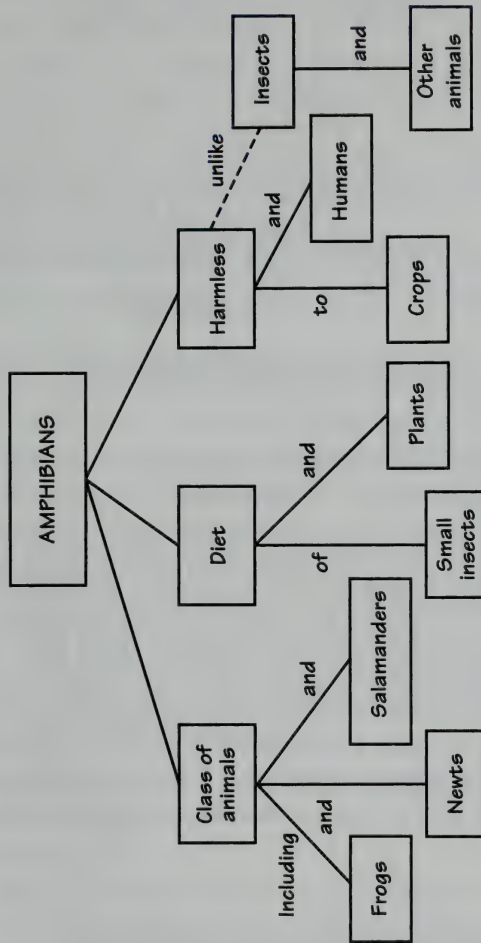 AMPHIBIANS
Class of
animals
Diet
Harmless
unlike
Insects
Including
and
and
of
and
to
and
and
Frogs
Newts
Salamanders
Small
insects
Plants
Crops
Humans
Other
animals